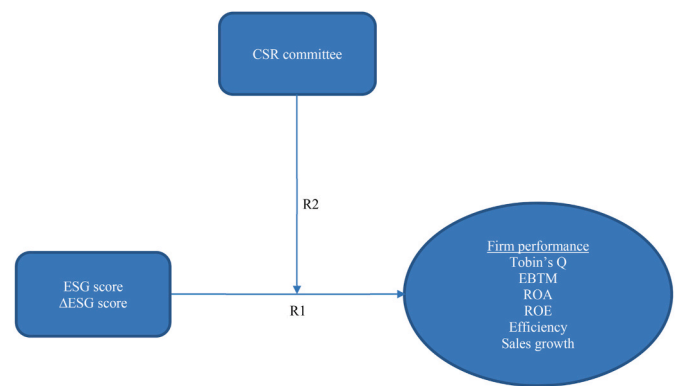 CSR committee
R2
ESG score
ΔESG score
R1
Firm performance
Tobin's Q
EBTM
ROA
ROE
Efficiency
Sales growth